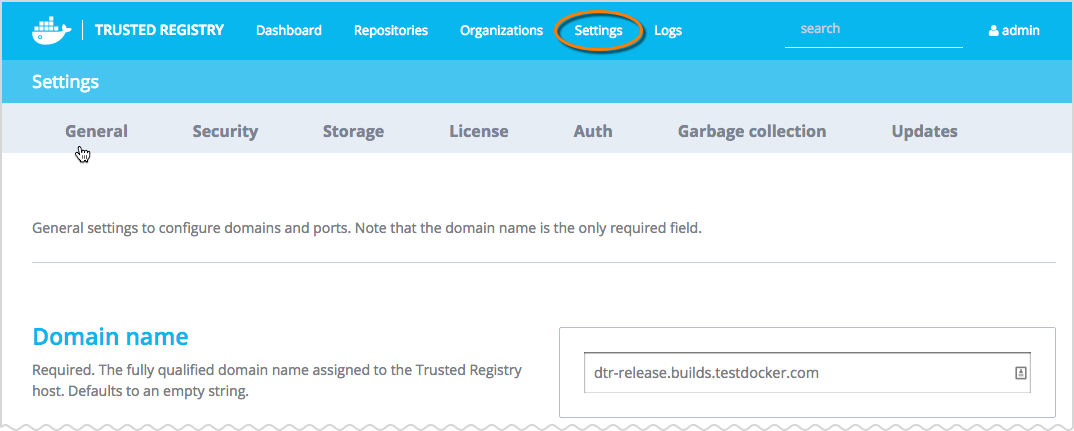 TRUSTED REGISTRY Dashboard Repositories Organizations Settings Logs search admin
Settings
General Security Storage License Auth Garbage collection Updates
General settings to configure domains and ports. Note that the domain name is the only required field.
Domain name
Required. The fully qualified domain name assigned to the Trusted Registry
host. Defaults to an empty string.
dtr-release.builds.testdocker.com